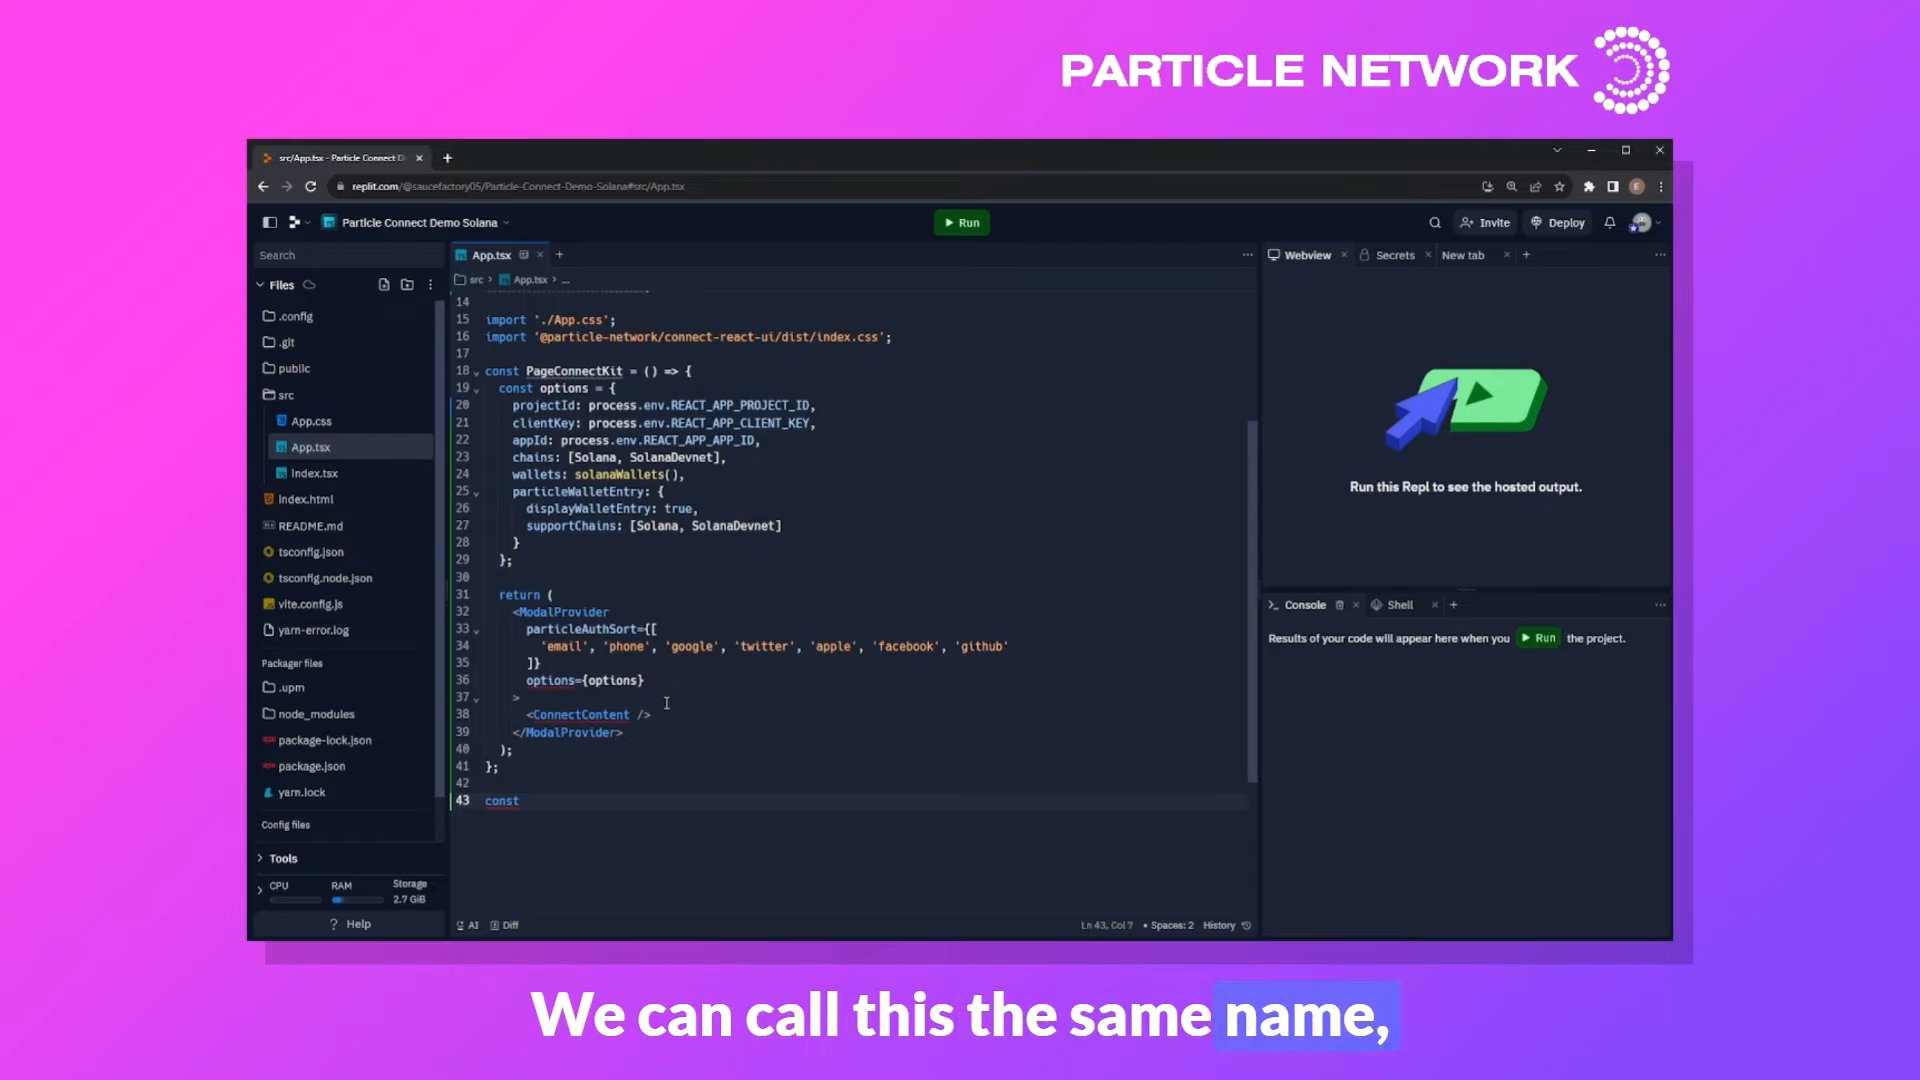 PARTICLE NETWORK
src/App.tsx - Particle Connect D
replit.com/@saucefactory05/Particle-Connect-Demo-Solana#src/App.tsx
E
Particle Connect Demo Solana
Run
Invite
Deploy
Search
Files
.config
.git
public
src
App.css
App.tsx
index.tsx
index.html
README.md
tsconfig.json
tsconfig.node.json
vite.config.js
yarn-error.log
Packager files
.upm
node_modules
package-lock.json
package.json
yarn.lock
Config files
Tools
CPU
RAM
Storage
2.7 GiB
? Help
App.tsx
src > App.tsx > ...
14
15 import './App.css';
16 import '@particle-network/connect-react-ui/dist/index.css';
17
18 const PageConnectKit = () => {
19 const options = {
20 projectId: process.env.REACT_APP_PROJECT_ID,
21 clientKey: process.env.REACT_APP_CLIENT_KEY,
22 appId: process.env.REACT_APP_APP_ID,
23 chains: [Solana, SolanaDevnet],
24 wallets: solanaWallets(),
25 particleWalletEntry: {
26 displayWalletEntry: true,
27 supportChains: [Solana, SolanaDevnet]
28 }
29 };
30
31 return (
32 <ModalProvider
33 particleAuthSort={[
34 'email', 'phone', 'google', 'twitter', 'apple', 'facebook', 'github'
35 ]}
36 options={options}
37 >
38 <ConnectContent />
39 </ModalProvider>
40 );
41 };
42
43 const
AI
Diff
Ln 43, Col 7 • Spaces: 2 History
Webview
Secrets
New tab
Run this Repl to see the hosted output.
Console
Shell
Results of your code will appear here when you Run the project.
We can call this the same name,